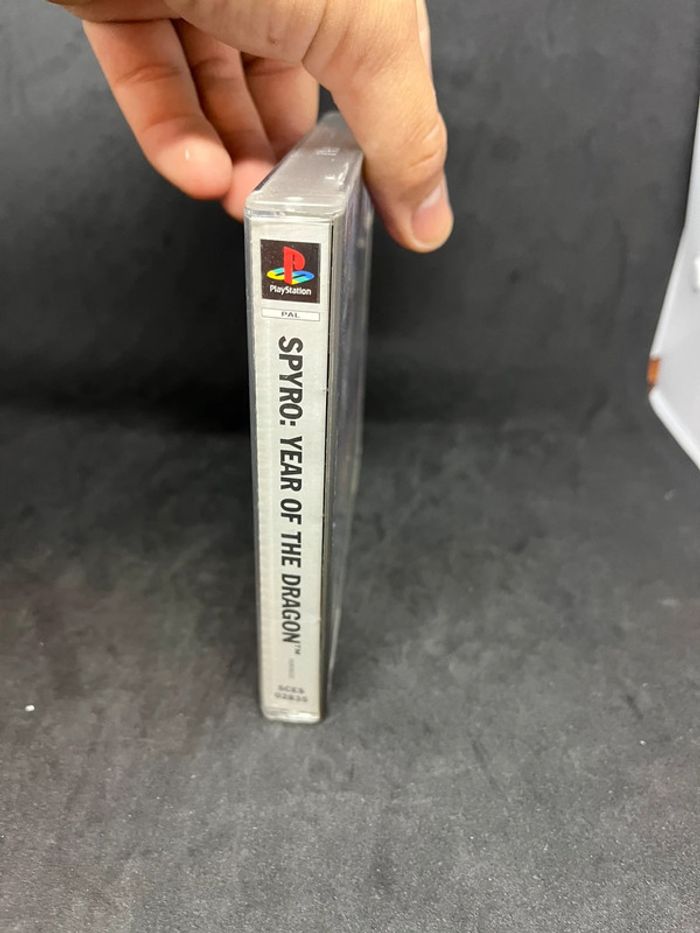 PlayStation
PAL
SPYRO: YEAR OF THE DRAGON™
SCES
02835